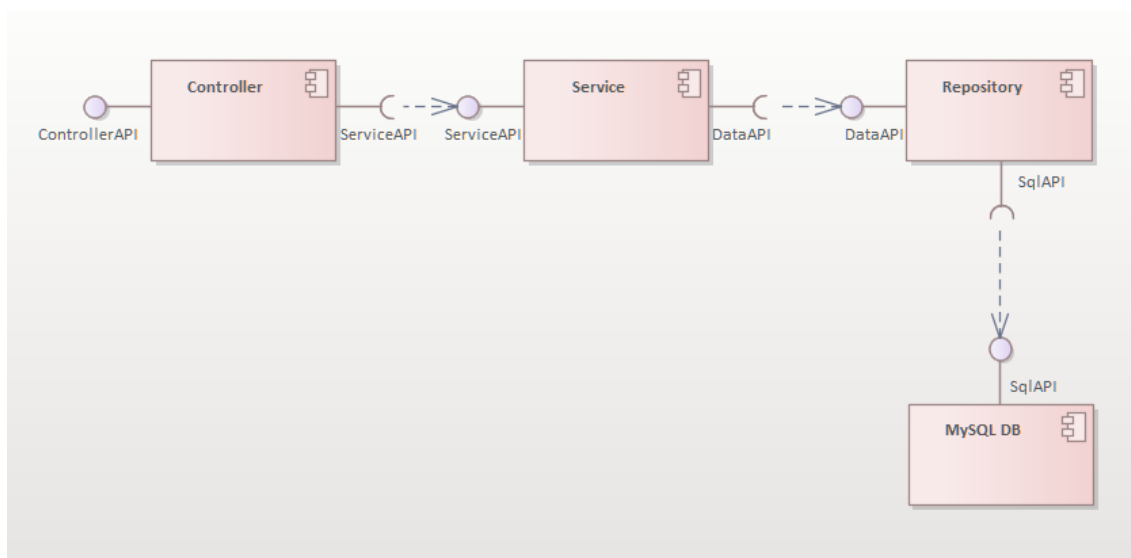 Controller
Service
Repository
ControllerAPI
ServiceAPI
ServiceAPI
DataAPI
DataAPI
SqlAPI
SqlAPI
MySQL DB